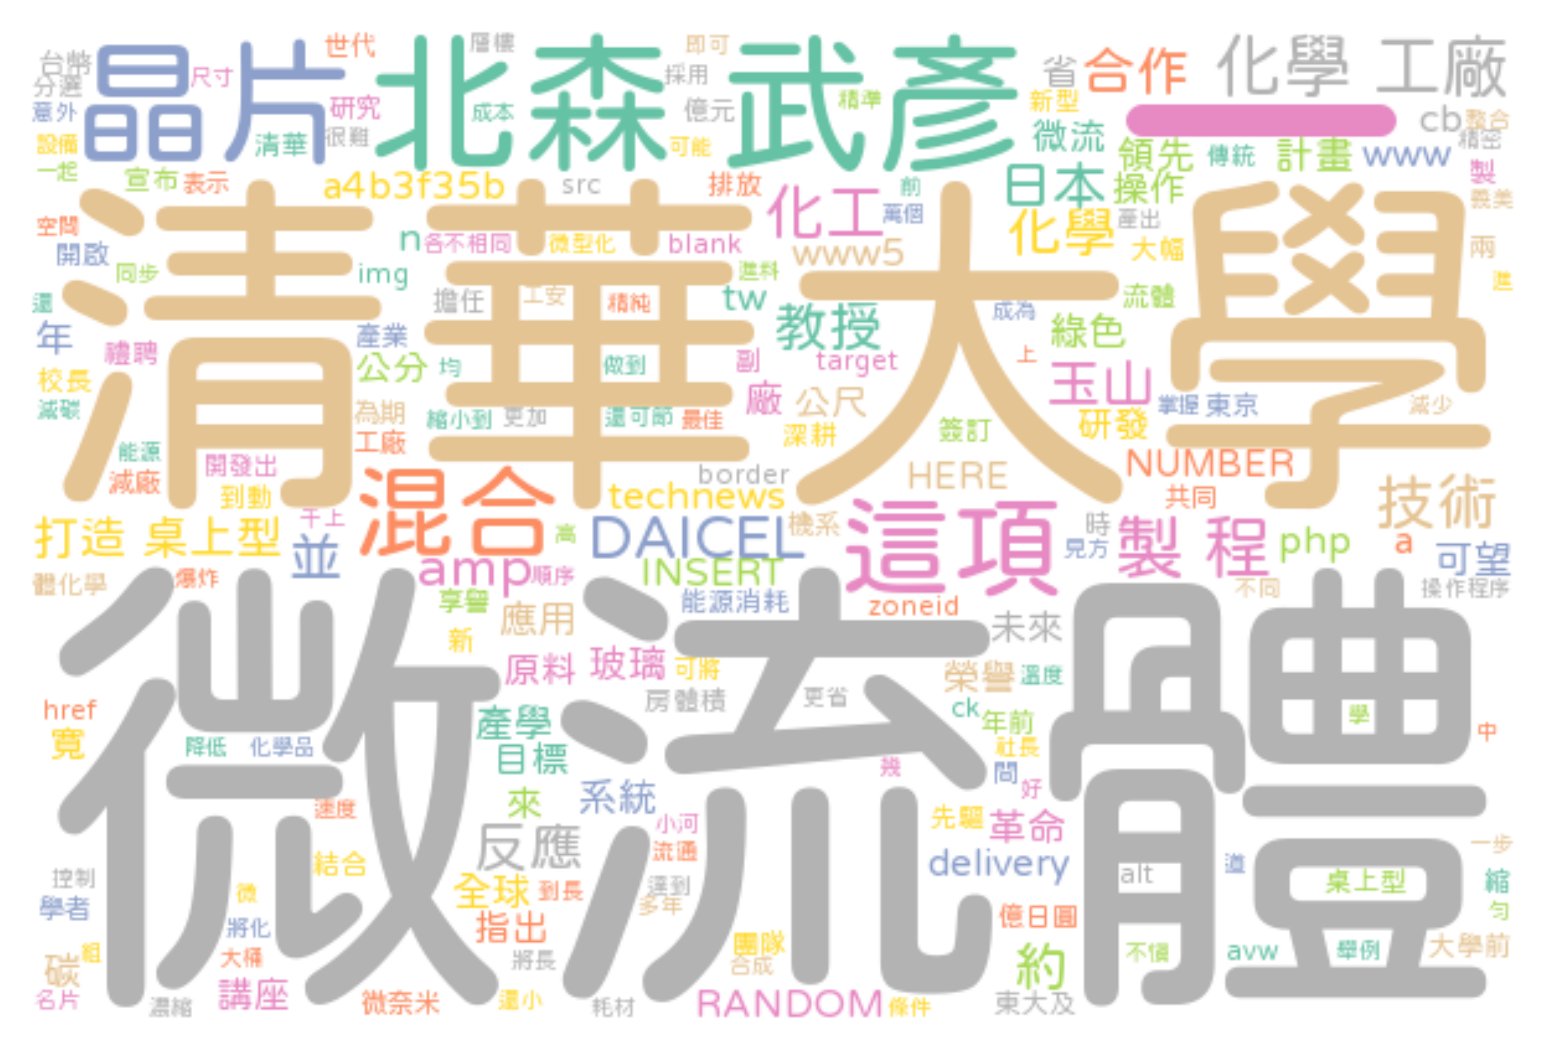 台幣 晶片 世代 北森武彥 層樓 即可 省 合作 化學 工廠
分選 尺寸 採用
意外 研究 成本 億元 精準 新型 cb 整合
設備 清華 很難 可能 微流 領先 傳統 計畫 www 精密
一起 宣布 表示 a4b3f35b src 排放 前 日本 操作 製
清華大學 化工 萬個 化學 產出 義美
空間 n 各不相同 微型化 blank www5 大幅 兩
開啟 同步 img 進料 進
還 擔任 工安 精純 tw 流體
年 產業 教授 成為 綠色
禮聘 公分 均 做到 副 target 上
校長 玉山
減碳 為期 縮小到 更加 還可節 最佳 廠 公尺 掌握 東京 減少
能源 工廠 深耕 簽訂 研發
減廠 開發出 border HERE NUMBER
到動 混合 technews 共同 技術
打造 桌上型 千上 並 高 DAICEL 機系 這項 時 製 程 php a 可望
見方
體化學 爆炸 amp 順序 INSERT 不同 操作程序
享譽 應用 能源消耗 zoneid 未來
微流體 新
原料 玻璃 可將 榮譽 溫度
href 房體積 更省 ck 學
寬 降低 化學品 產學 年前 中
目標 幾 社長
間 好
速度 來 系統 小河 先驅 革命
反應 流通 一步
控制 結合 delivery alt 道 桌上型 縮
學者 微 全球 到長 達到 勻
將化 指出 多年 億日圓
碳 組 大桶 將長 團隊 約 不慎 avw 舉例 大學前
合成
名片 濃縮 講座 微奈米 還小 耗材 RANDOM 條件 東大及